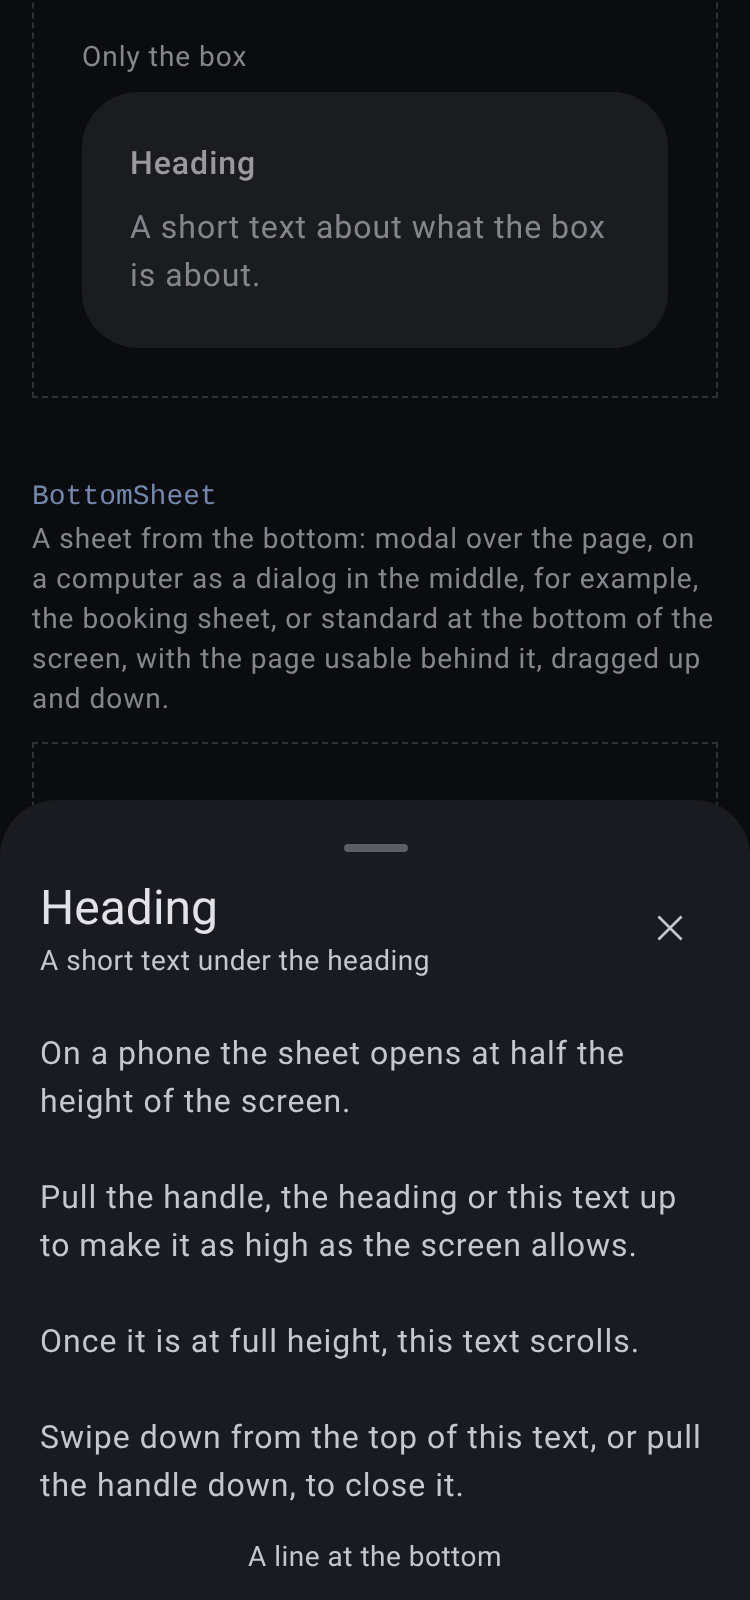 Only the box
Heading
A short text about what the box
is about.
BottomSheet
A sheet from the bottom: modal over the page, on
a computer as a dialog in the middle, for example,
the booking sheet, or standard at the bottom of the
screen, with the page usable behind it, dragged up
and down.
Heading
A short text under the heading
On a phone the sheet opens at half the
height of the screen.
Pull the handle, the heading or this text up
to make it as high as the screen allows.
Once it is at full height, this text scrolls.
Swipe down from the top of this text, or pull
the handle down, to close it.
A line at the bottom